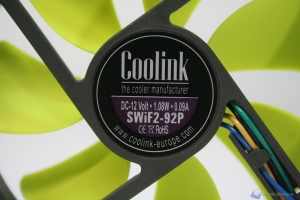 Coolink
the cooler manufacturer
DC-12 Volt • 1.08W • 0.09A
SWiF2-92P
CE RoHS
www.coolink-europe.com